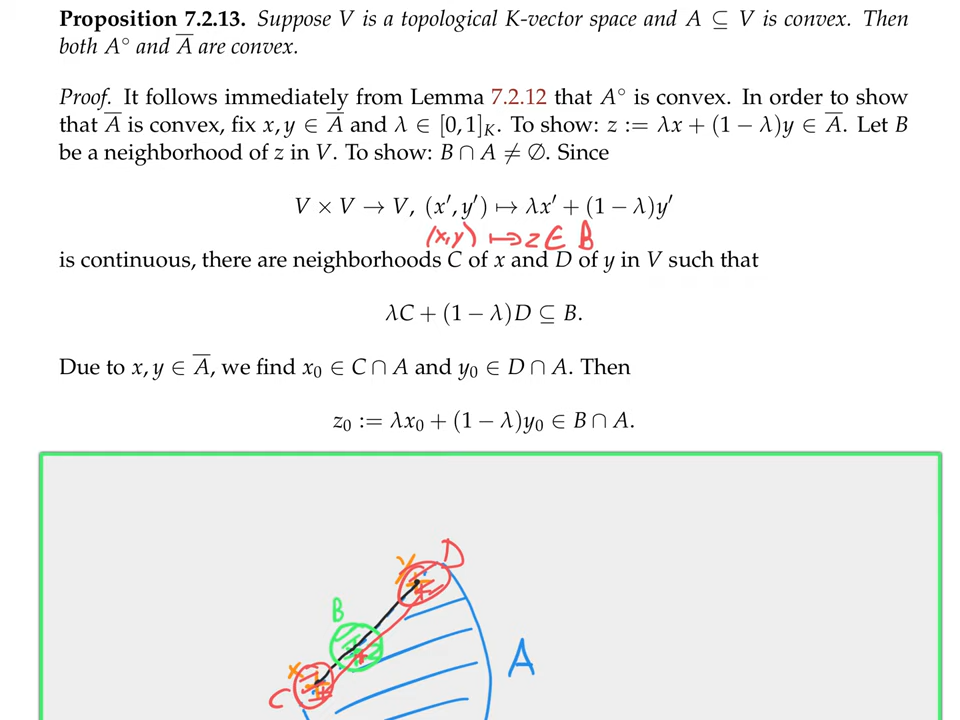 Proposition 7.2.13. Suppose V is a topological K-vector space and A ⊆ V is convex. Then
both A° and A̅ are convex.
Proof. It follows immediately from Lemma 7.2.12 that A° is convex. In order to show
that A̅ is convex, fix x, y ∈ A̅ and λ ∈ [0, 1]_K. To show: z := λx + (1 − λ)y ∈ A̅. Let B
be a neighborhood of z in V. To show: B ∩ A ≠ ∅. Since
V × V → V, (x′, y′) ↦ λx′ + (1 − λ)y′
(x,y) ↦ z ∈ B
is continuous, there are neighborhoods C of x and D of y in V such that
λC + (1 − λ)D ⊆ B.
Due to x, y ∈ A̅, we find x₀ ∈ C ∩ A and y₀ ∈ D ∩ A. Then
z₀ := λx₀ + (1 − λ)y₀ ∈ B ∩ A.
D
y
B
A
x
C